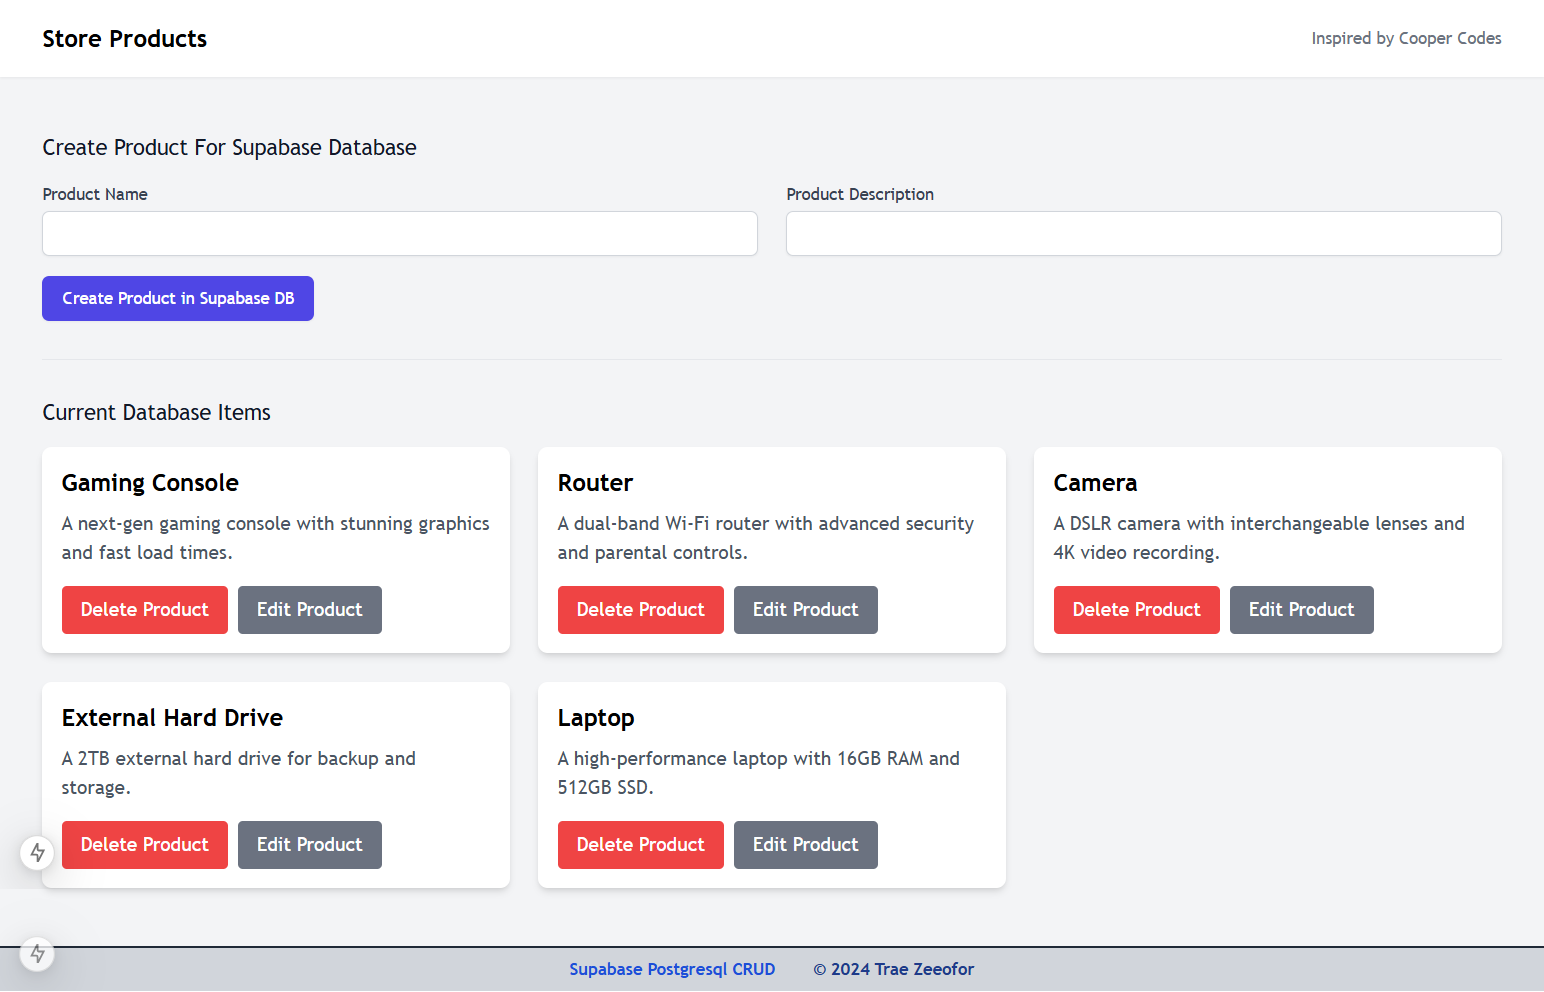 Store Products
Inspired by Cooper Codes
Create Product For Supabase Database
Product Name
Product Description
Create Product in Supabase DB
Current Database Items
Gaming Console
A next-gen gaming console with stunning graphics
and fast load times.
Delete Product
Edit Product
Router
A dual-band Wi-Fi router with advanced security
and parental controls.
Delete Product
Edit Product
Camera
A DSLR camera with interchangeable lenses and
4K video recording.
Delete Product
Edit Product
External Hard Drive
A 2TB external hard drive for backup and
storage.
Delete Product
Edit Product
Laptop
A high-performance laptop with 16GB RAM and
512GB SSD.
Delete Product
Edit Product
Supabase Postgresql CRUD
© 2024 Trae Zeeofor